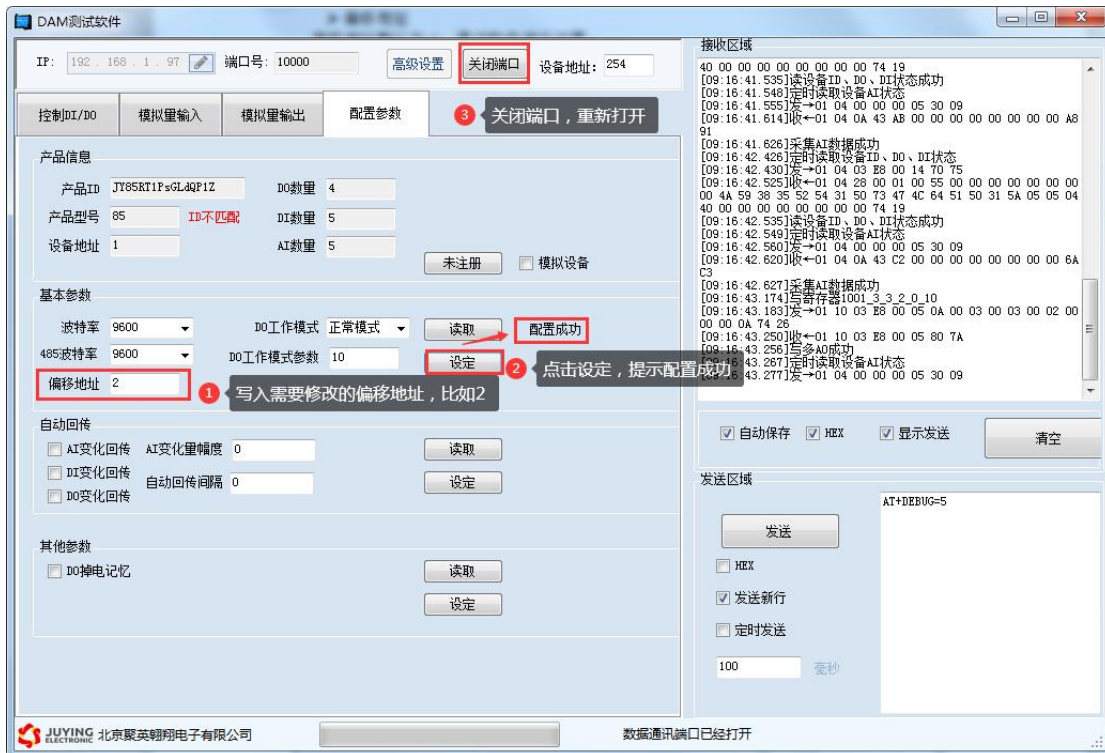 DAM测试软件
IP: 192 . 168 . 1 . 97 端口号: 10000 高级设置 关闭端口 设备地址: 254
3 关闭端口，重新打开
控制DI/DO 模拟量输入 模拟量输出 配置参数
产品信息
产品ID JY85RT1PsGLdQP1Z DO数量 4
产品型号 85 ID不匹配 DI数量 5
设备地址 1 AI数量 5
未注册 模拟设备
基本参数
波特率 9600 DO工作模式 正常模式 读取 配置成功
485波特率 9600 DO工作模式参数 10 设定
2 点击设定，提示配置成功
偏移地址 2
1 写入需要修改的偏移地址，比如2
自动回传
AI变化回传 AI变化量幅度 0 读取
DI变化回传
自动回传间隔 0 设定
DO变化回传
其他参数
DO掉电记忆 读取
设定
接收区域
40 00 00 00 00 00 00 00 74 19
[09:16:41.535]读设备ID、DO、DI状态成功
[09:16:41.548]定时读取设备AI状态
[09:16:41.555]发→01 04 00 00 00 05 30 09
[09:16:41.614]收←01 04 0A 43 AB 00 00 00 00 00 00 00 00 A8
91
[09:16:41.626]采集AI数据成功
[09:16:42.426]定时读取设备ID、DO、DI状态
[09:16:42.430]发→01 04 03 E8 00 14 70 75
[09:16:42.525]收←01 04 28 00 01 00 55 00 00 00 00 00 00 00
00 4A 59 38 35 52 54 31 50 73 47 4C 64 51 50 31 5A 05 05 04
40 00 00 00 00 00 00 00 74 19
[09:16:42.535]读设备ID、DO、DI状态成功
[09:16:42.549]定时读取设备AI状态
[09:16:42.560]发→01 04 00 00 00 05 30 09
[09:16:42.620]收←01 04 0A 43 C2 00 00 00 00 00 00 00 00 6A
C3
[09:16:42.627]采集AI数据成功
[09:16:43.174]写寄存器1001_3_3_2_0_10
[09:16:43.183]发→01 10 03 E8 00 05 0A 00 03 00 03 00 02 00
00 00 0A 74 26
[09:16:43.250]收←01 10 03 E8 00 05 80 7A
[09:16:43.256]写多AO成功
[09:16:43.267]定时读取设备AI状态
:16:43.277]发→01 04 00 00 00 05 30 09
自动保存 HEX 显示发送 清空
发送区域
发送 AT+DEBUG=5
HEX
发送新行
定时发送
100 毫秒
JUYING ELECTRONIC 北京聚英翱翔电子有限公司 数据通讯端口已经打开